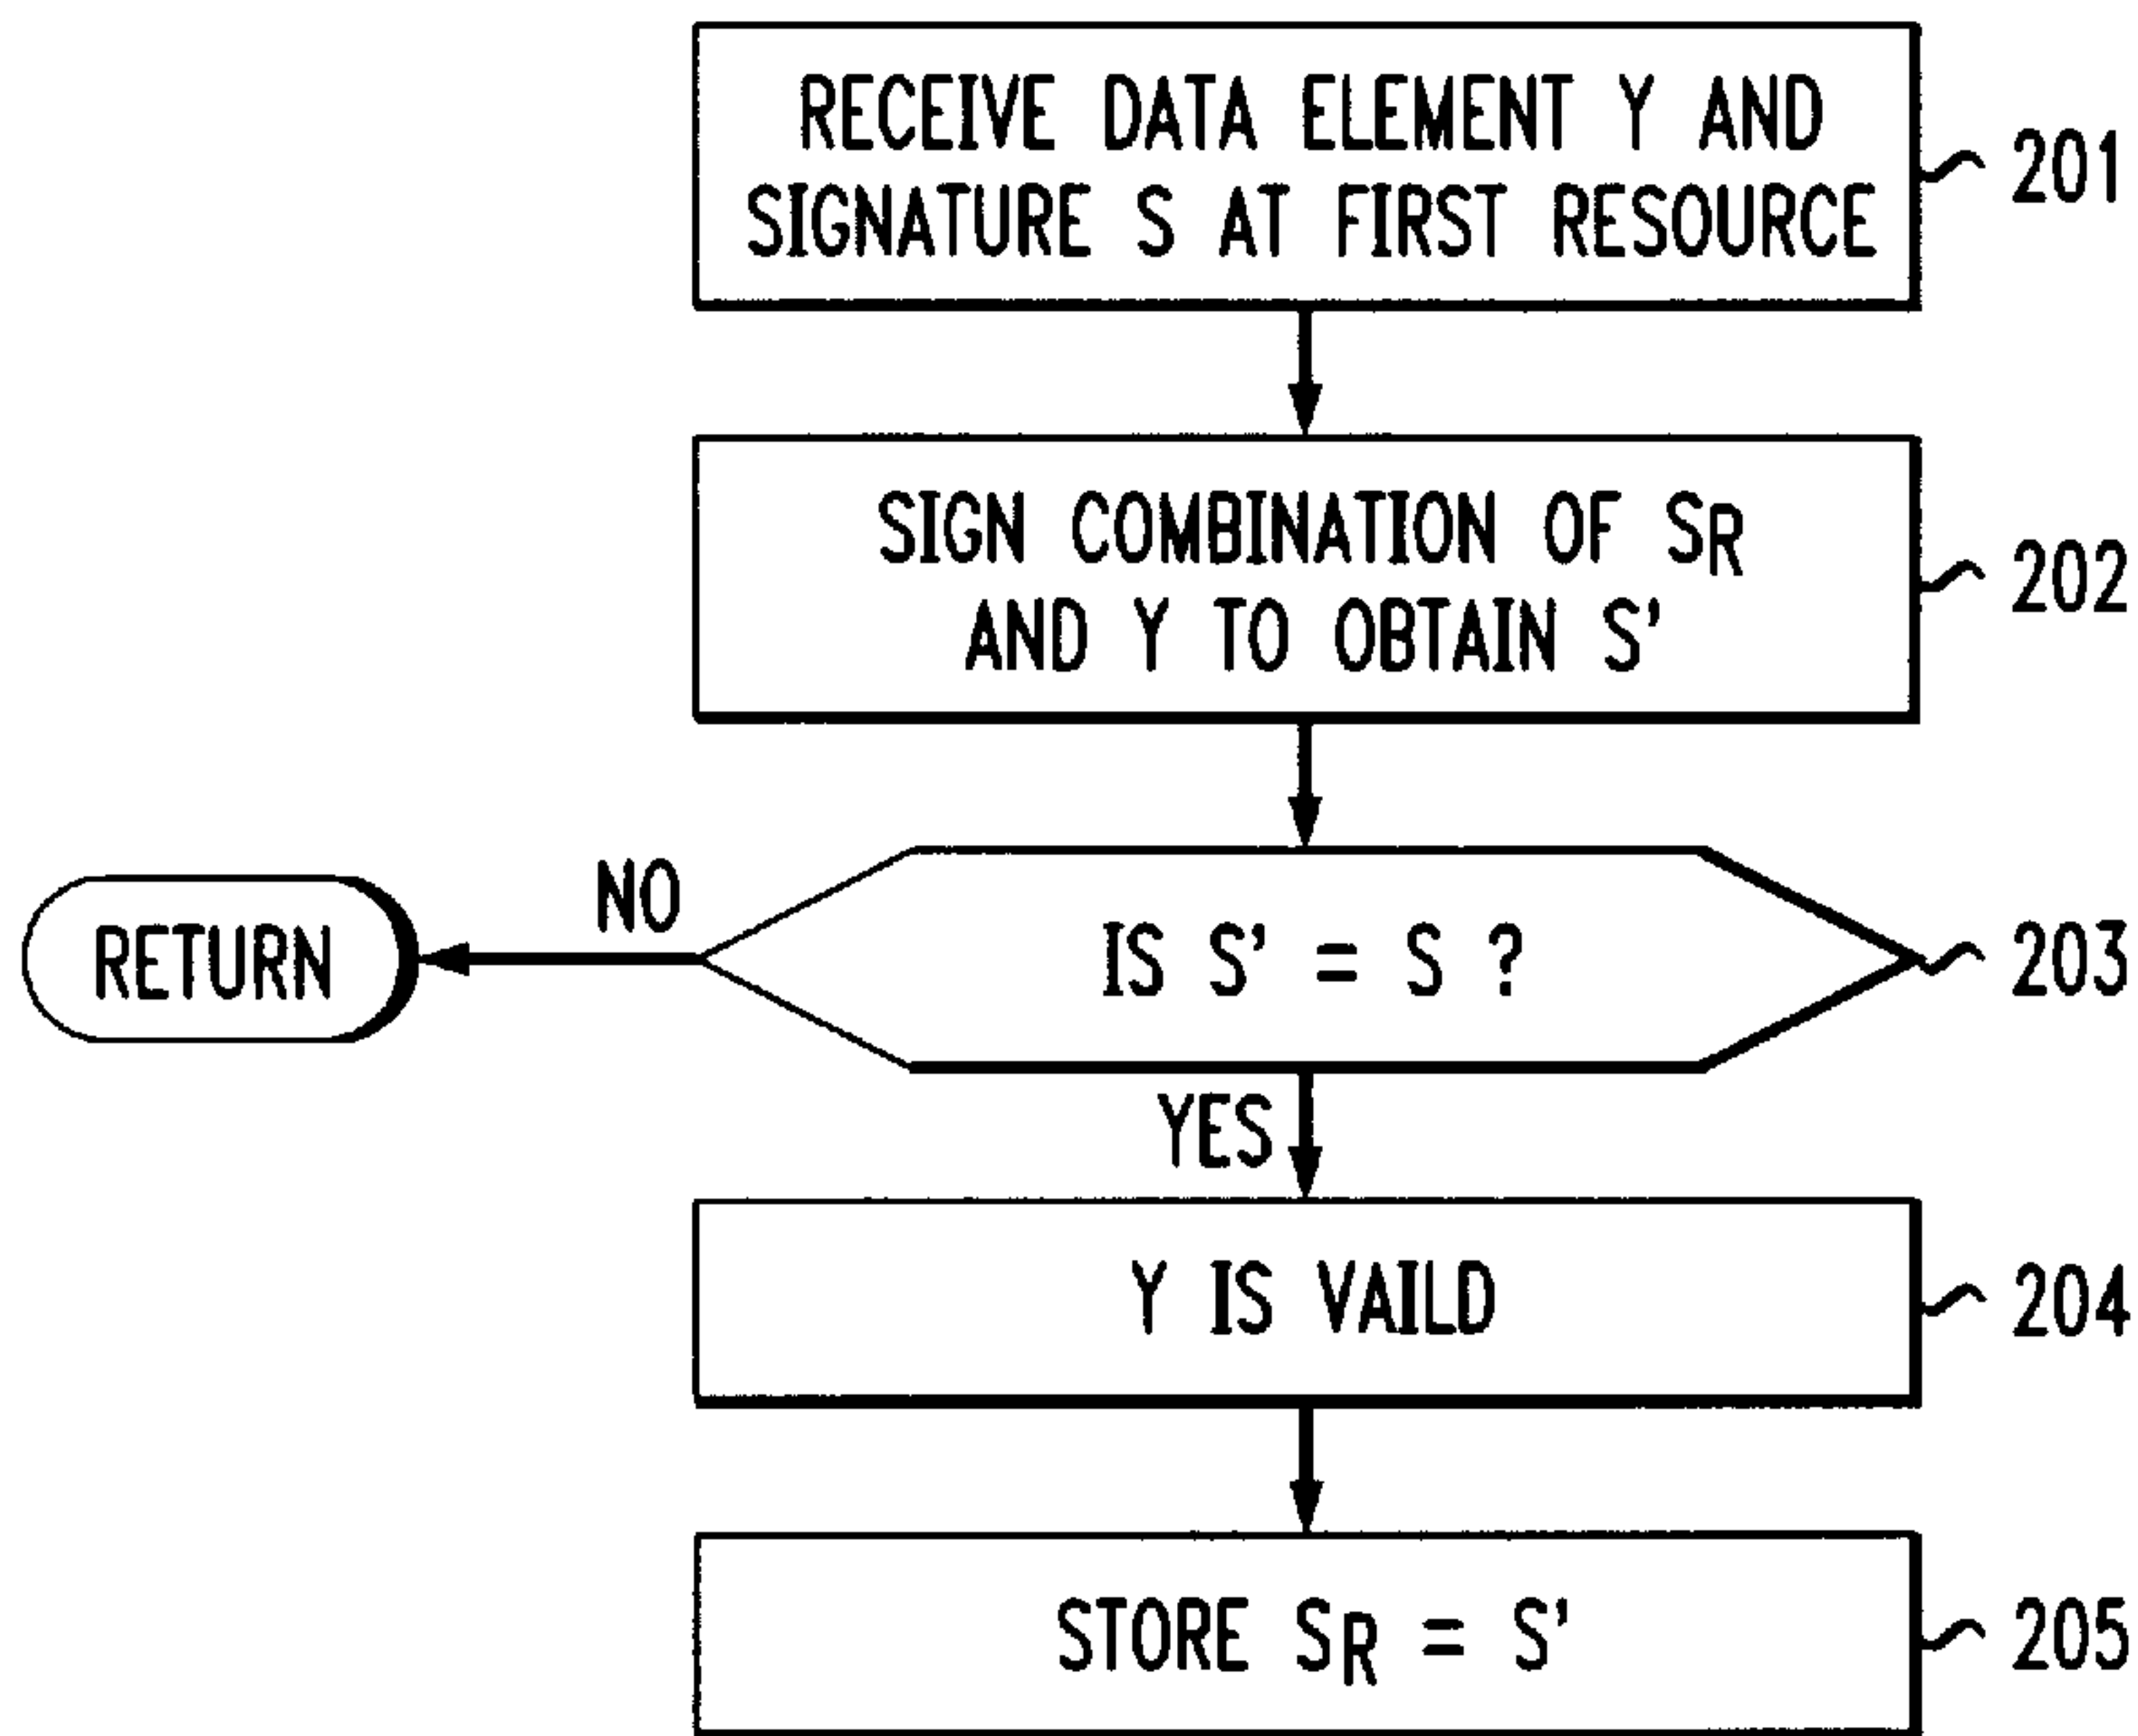 RECEIVE DATA ELEMENT Y AND
SIGNATURE S AT FIRST RESOURCE
201
SIGN COMBINATION OF SR
AND Y TO OBTAIN S'
202
NO
RETURN
IS S' = S ?
203
YES
Y IS VAILD
204
STORE SR = S'
205